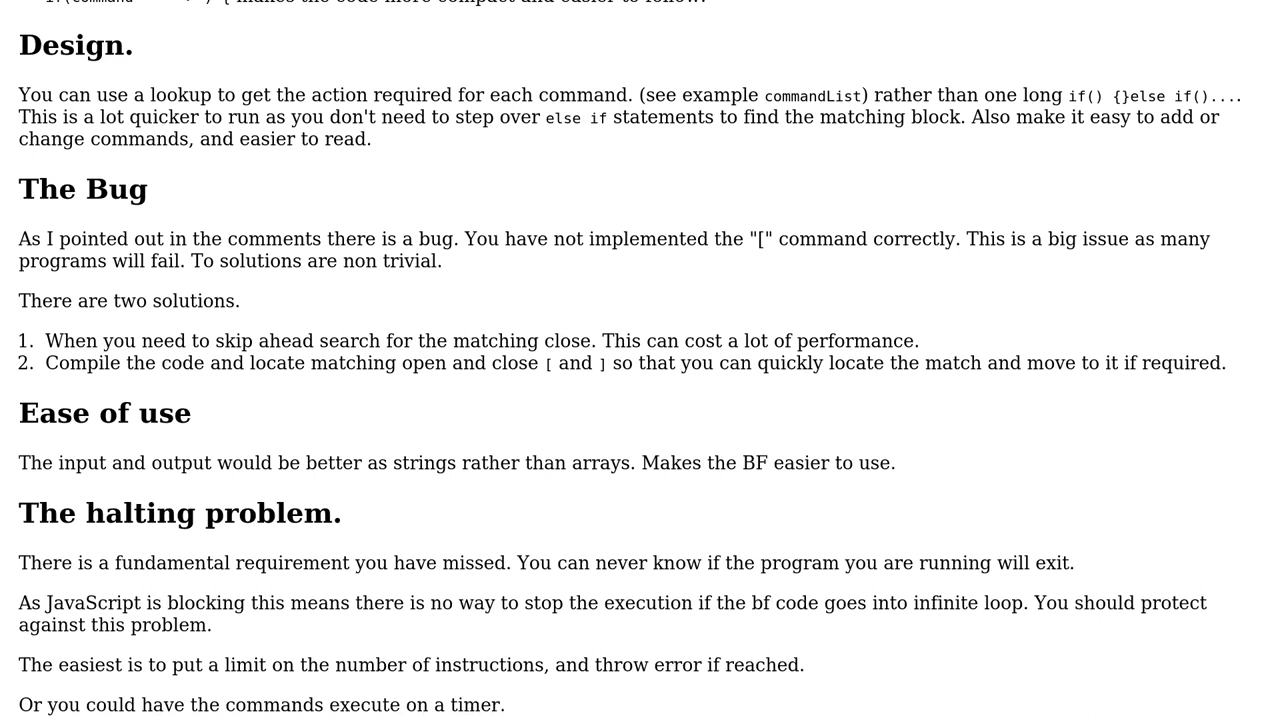 makes the code more compact and easier to follow.
Design.
You can use a lookup to get the action required for each command. (see example commandList) rather than one long if() {}else if()....
This is a lot quicker to run as you don't need to step over else if statements to find the matching block. Also make it easy to add or
change commands, and easier to read.
The Bug
As I pointed out in the comments there is a bug. You have not implemented the "[" command correctly. This is a big issue as many
programs will fail. To solutions are non trivial.
There are two solutions.
1. When you need to skip ahead search for the matching close. This can cost a lot of performance.
2. Compile the code and locate matching open and close [ and ] so that you can quickly locate the match and move to it if required.
Ease of use
The input and output would be better as strings rather than arrays. Makes the BF easier to use.
The halting problem.
There is a fundamental requirement you have missed. You can never know if the program you are running will exit.
As JavaScript is blocking this means there is no way to stop the execution if the bf code goes into infinite loop. You should protect
against this problem.
The easiest is to put a limit on the number of instructions, and throw error if reached.
Or you could have the commands execute on a timer.